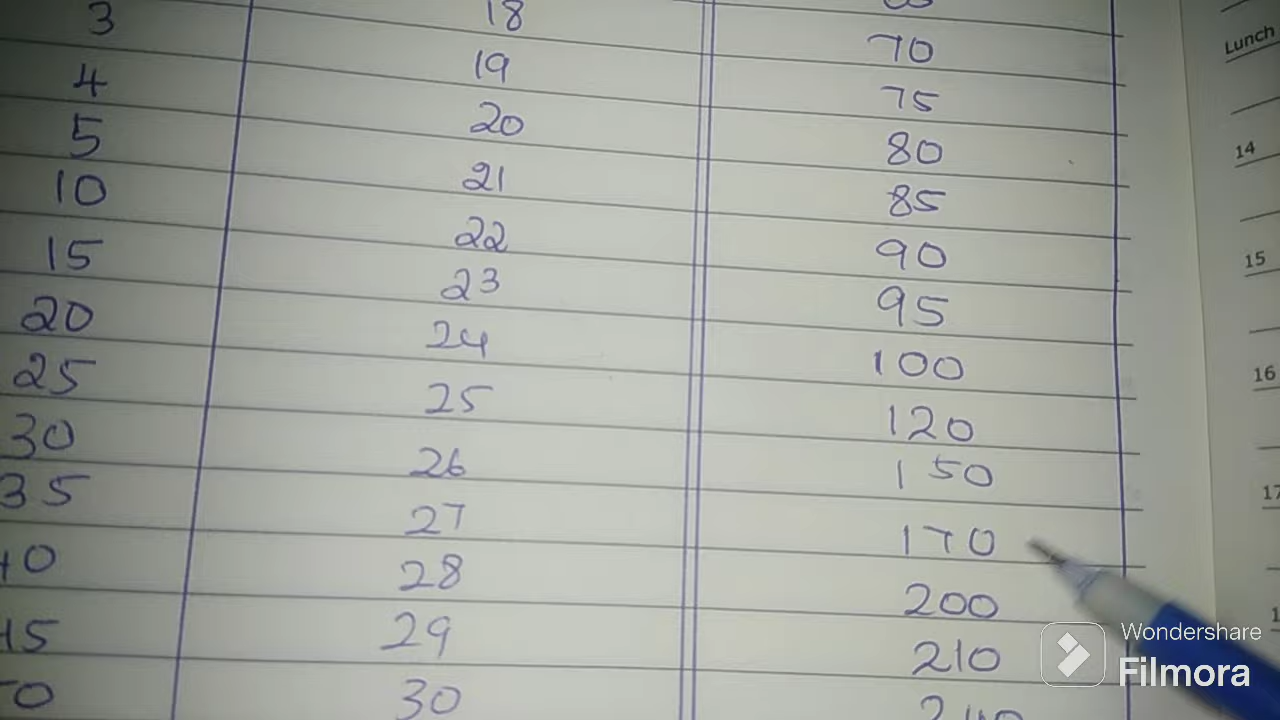 3 18
4 19 70
5 20 75
10 21 80
15 22 85
20 23 90
25 24 95
30 25 100
35 26 120
27 150
28 170
29 200
30 210
Lunch
14
15
16
17
Wondershare
Filmora